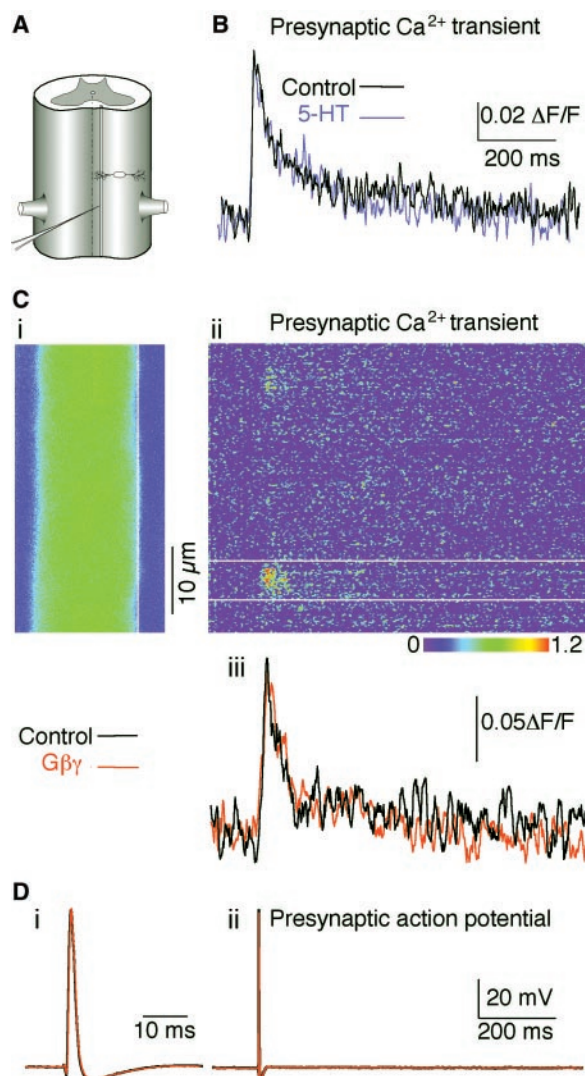 A
B
Presynaptic Ca²⁺ transient
Control
5-HT
0.02 ΔF/F
200 ms
C
i
ii
Presynaptic Ca²⁺ transient
10 µm
0
1.2
iii
Control
Gβγ
0.05ΔF/F
D
i
ii
Presynaptic action potential
10 ms
20 mV
200 ms